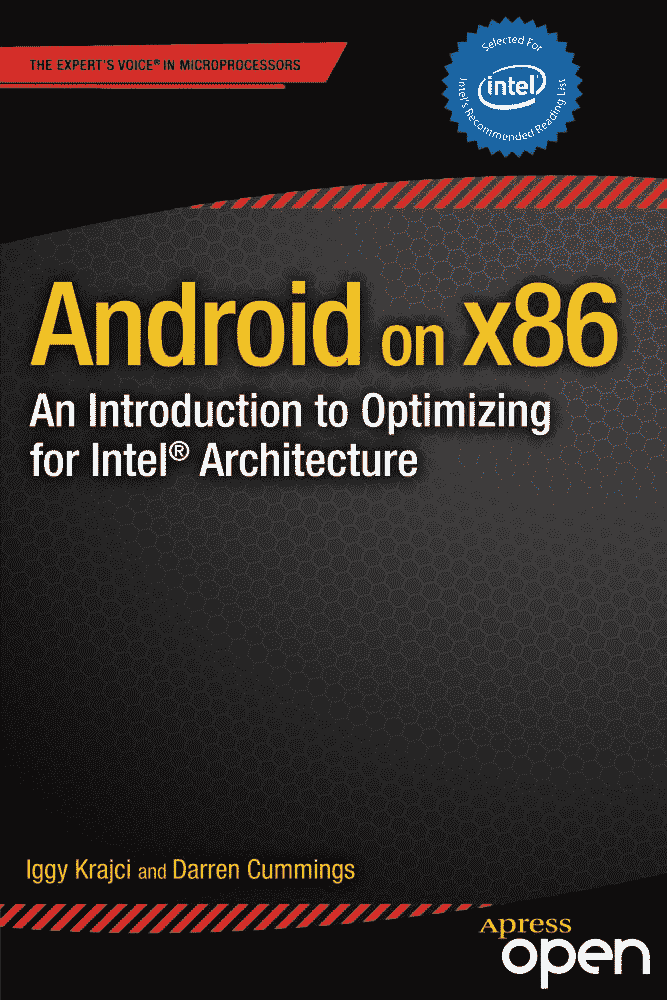 THE EXPERT'S VOICE® IN MICROPROCESSORS
Selected For
intel
Intel's Recommended Reading List
Android on x86
An Introduction to Optimizing
for Intel® Architecture
Iggy Krajci and Darren Cummings
Apress
open